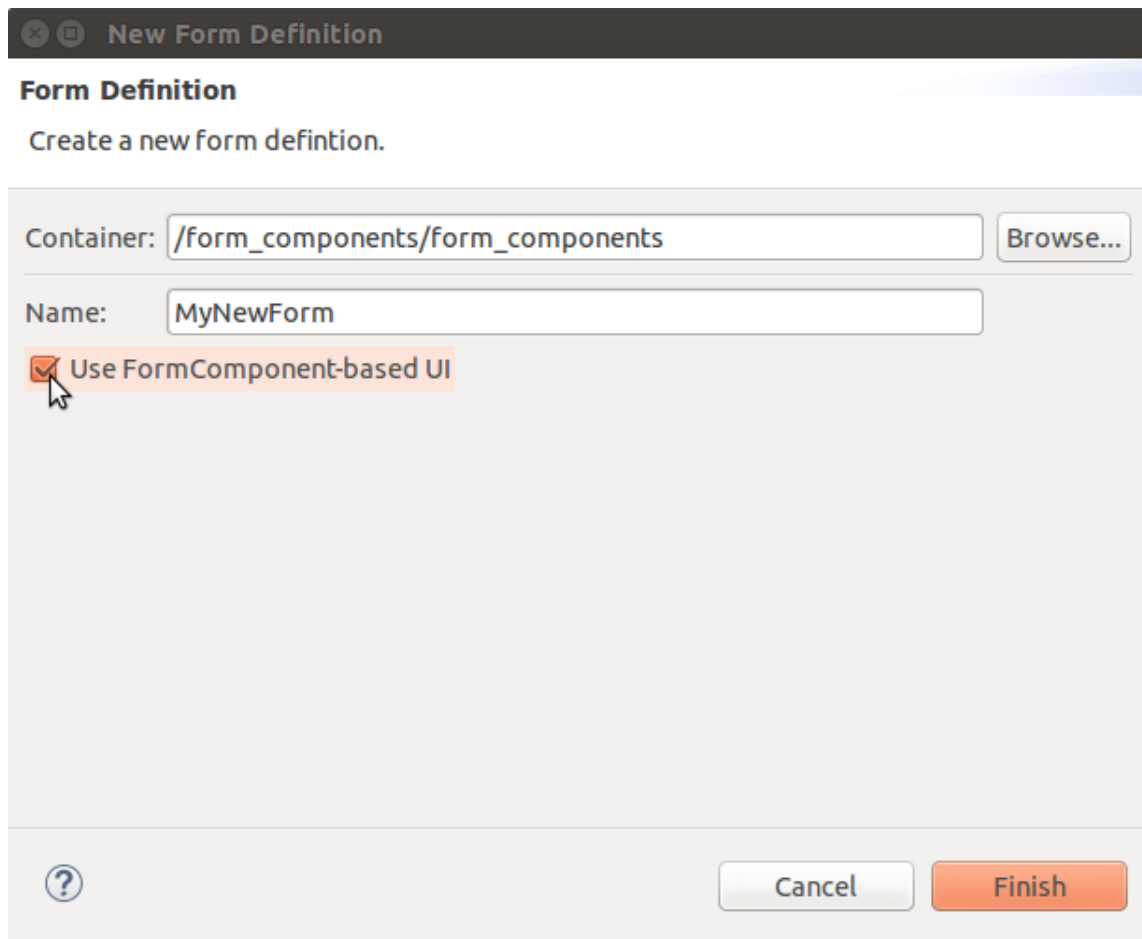 New Form Definition
Form Definition
Create a new form defintion.
Container: /form_components/form_components Browse...
Name: MyNewForm
Use FormComponent-based UI
? Cancel Finish